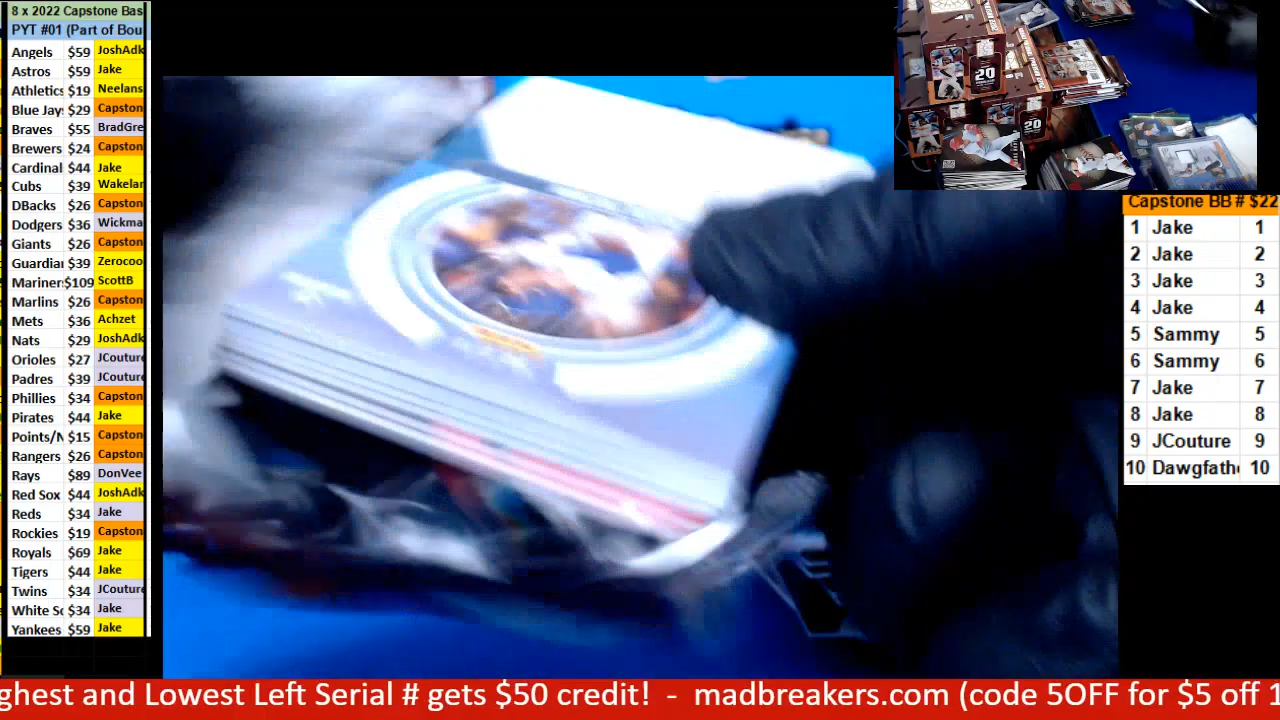 8 x 2022 Capstone Bas
PYT #01 (Part of Bou
Angels $59 JoshAdk
Astros $59 Jake
Athletics $19 Neelans
Blue Jay $29 Capston
Braves $55 BradGre
Brewers $24 Capston
Cardinal $44 Jake
Cubs $39 Wakelar
DBacks $26 Capston
Dodgers $36 Wickma
Giants $26 Capston
Guardia $39 Zerocoo
Mariner $109 ScottB
Marlins $26 Capston
Mets $36 Achzet
Nats $29 JoshAdk
Orioles $27 JCouture
Padres $39 JCouture
Phillies $34 Capston
Pirates $44 Jake
Points/N $15 Capston
Rangers $26 Capston
Rays $89 DonVee
Red Sox $44 JoshAdk
Reds $34 Jake
Rockies $19 Capston
Royals $69 Jake
Tigers $44 Jake
Twins $34 JCouture
White So $34 Jake
Yankees $59 Jake
20
20
Capstone BB # $22
1 Jake 1
2 Jake 2
3 Jake 3
4 Jake 4
5 Sammy 5
6 Sammy 6
7 Jake 7
8 Jake 8
9 JCouture 9
10 Dawgfathe 10
ghest and Lowest Left Serial # gets $50 credit! - madbreakers.com (code 5OFF for $5 off 1